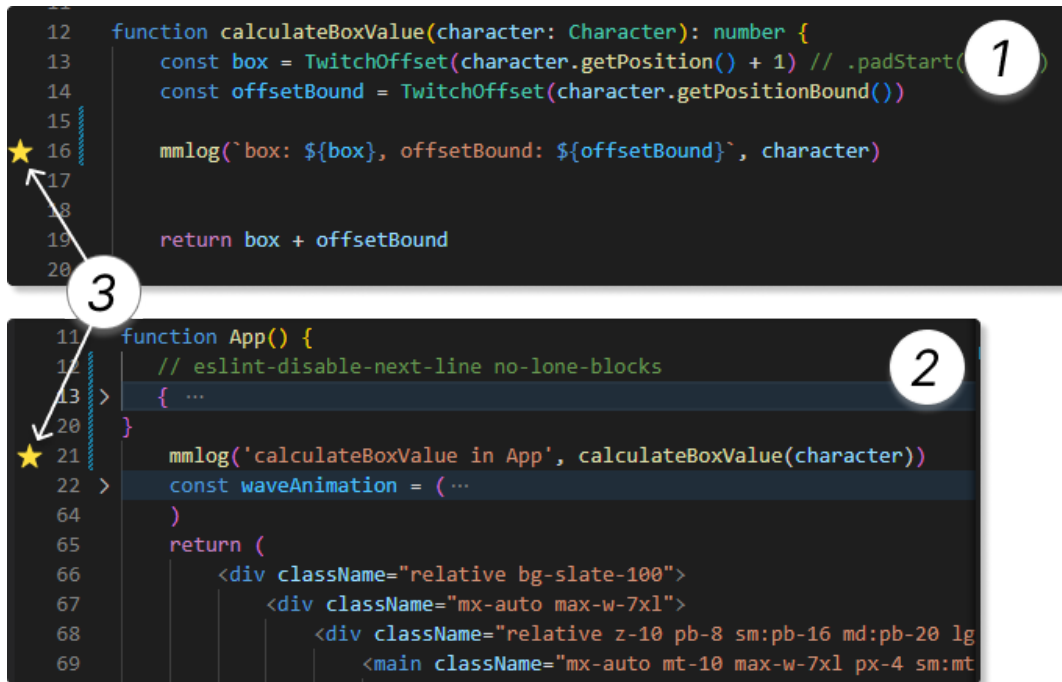 11
12 function calculateBoxValue(character: Character): number {
13 const box = TwitchOffset(character.getPosition() + 1) // .padStart( )
14 const offsetBound = TwitchOffset(character.getPositionBound())
15
16 mmlog(`box: ${box}, offsetBound: ${offsetBound}`, character)
17
18
19 return box + offsetBound
20
1
3
11 function App() {
12 // eslint-disable-next-line no-lone-blocks
13 > { ···
20 }
21 mmlog('calculateBoxValue in App', calculateBoxValue(character))
22 > const waveAnimation = ( ···
64 )
65 return (
66 <div className="relative bg-slate-100">
67 <div className="mx-auto max-w-7xl">
68 <div className="relative z-10 pb-8 sm:pb-16 md:pb-20 lg
69 <main className="mx-auto mt-10 max-w-7xl px-4 sm:mt
2